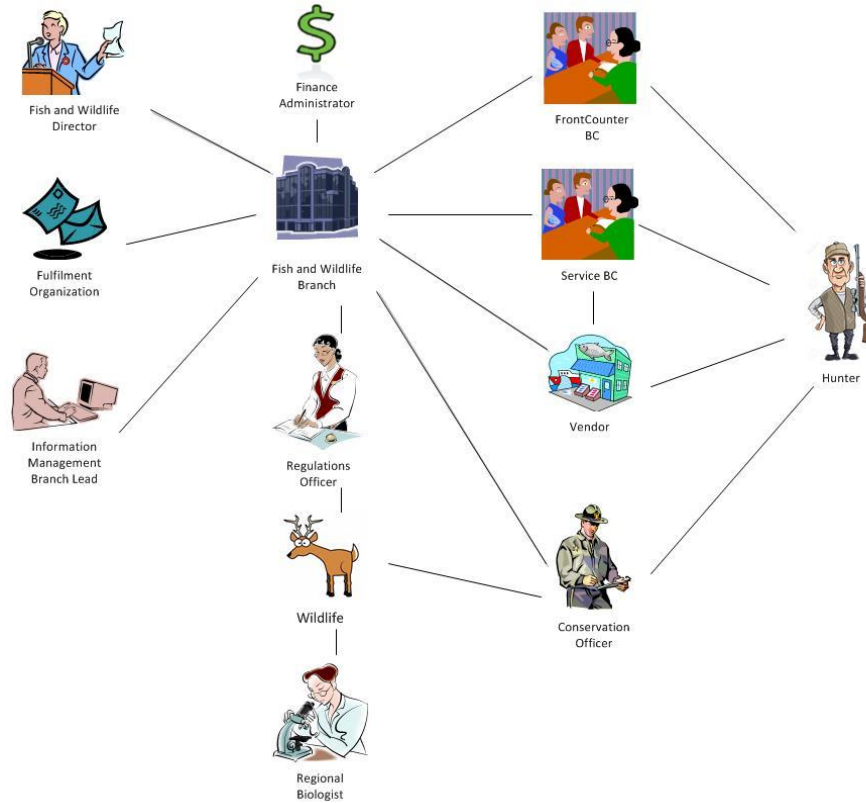 Fish and Wildlife
Director
Finance
Administrator
FrontCounter
BC
Fulfilment
Organization
Fish and Wildlife
Branch
Service BC
Hunter
Information
Management
Branch Lead
Regulations
Officer
Vendor
Wildlife
Conservation
Officer
Regional
Biologist